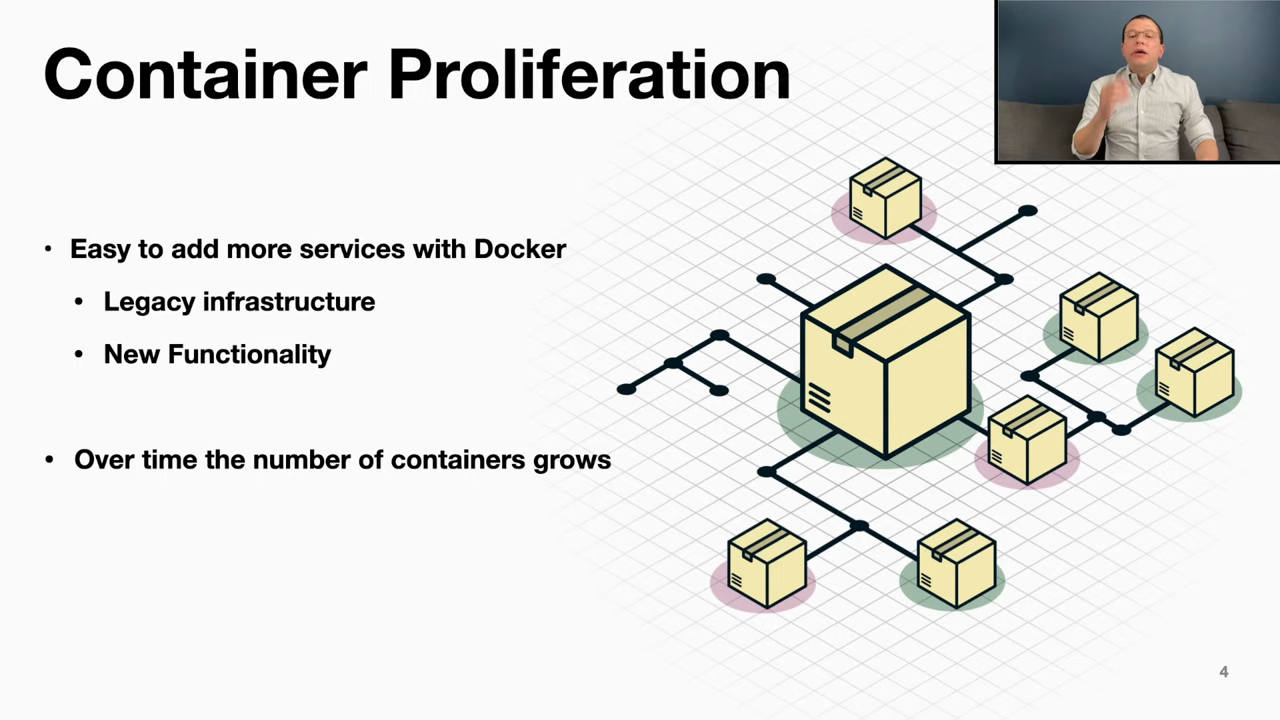 Container Proliferation
• Easy to add more services with Docker
• Legacy infrastructure
• New Functionality
• Over time the number of containers grows
4